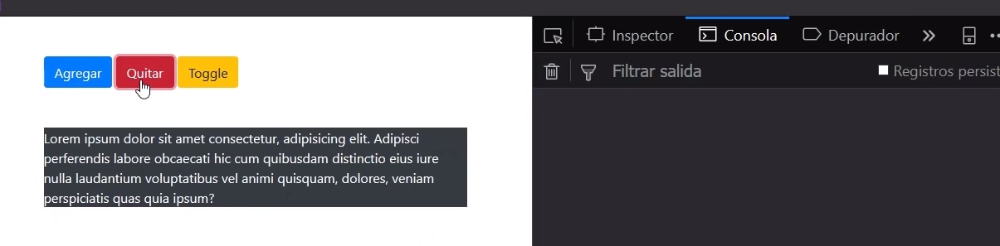 Inspector Consola Depurador
Agregar Quitar Toggle Filtrar salida Registros persist
Lorem ipsum dolor sit amet consectetur, adipisicing elit. Adipisci
perferendis labore obcaecati hic cum quibusdam distinctio eius iure
nulla laudantium voluptatibus vel animi quisquam, dolores, veniam
perspiciatis quas quia ipsum?